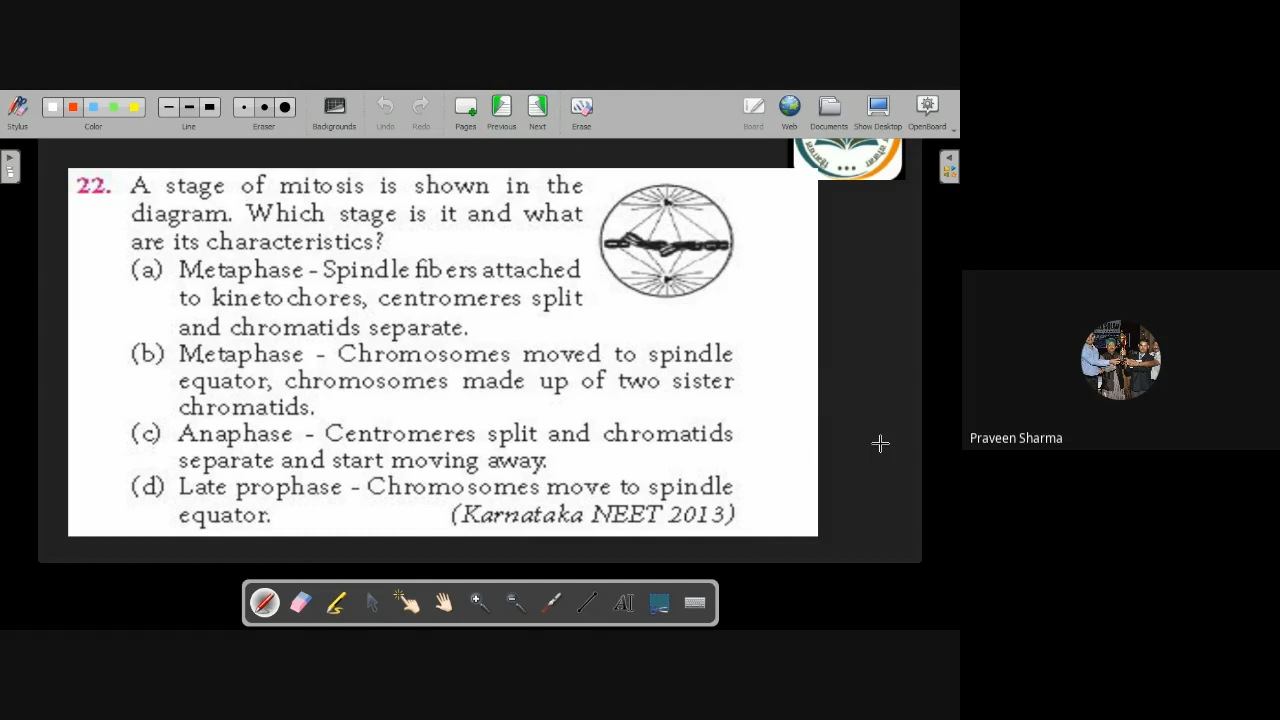 Stylus
Color
Line
Eraser
Backgrounds
Undo
Redo
Pages
Previous
Next
Erase
Board
Web
Documents
Show Desktop
OpenBoard
22. A stage of mitosis is shown in the
diagram. Which stage is it and what
are its characteristics?
(a) Metaphase - Spindle fibers attached
to kinetochores, centromeres split
and chromatids separate.
(b) Metaphase - Chromosomes moved to spindle
equator, chromosomes made up of two sister
chromatids.
(c) Anaphase - Centromeres split and chromatids
separate and start moving away.
(d) Late prophase - Chromosomes move to spindle
equator. (Karnataka NEET 2013)
Praveen Sharma
AI